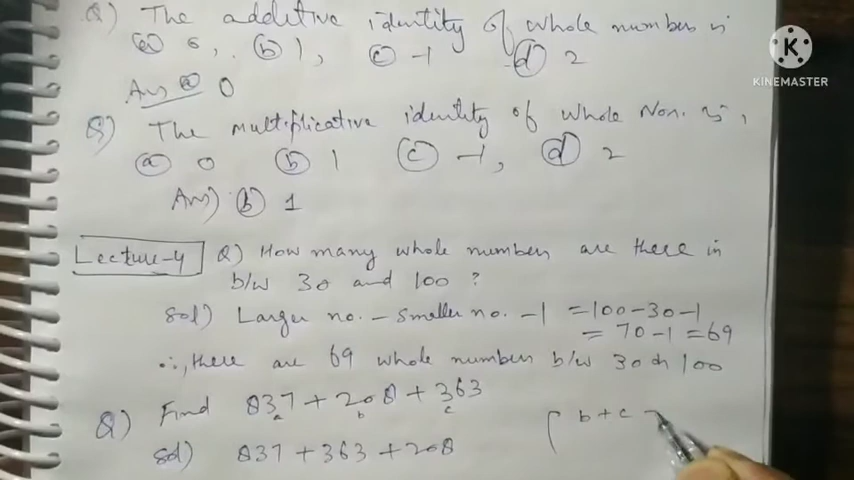 Q) The additive identity of whole numbers is
(a) 0, (b) 1, (c) -1 (d) 2
Ans (a) 0
Q) The multiplicative identity of whole Non. is,
(a) 0 (b) 1 (c) -1, (d) 2
Ans) (b) 1
Lecture-4 Q) How many whole numbers are there in
b/w 30 and 100 ?
Sol) Larger no. - smaller no. -1 = 100-30-1
= 70-1 = 69
∴, there are 69 whole numbers b/w 30 & 100
Q) Find 837 + 208 + 363
a b c
Sol) 837 + 363 + 208
[ b+c
K
KINEMASTER